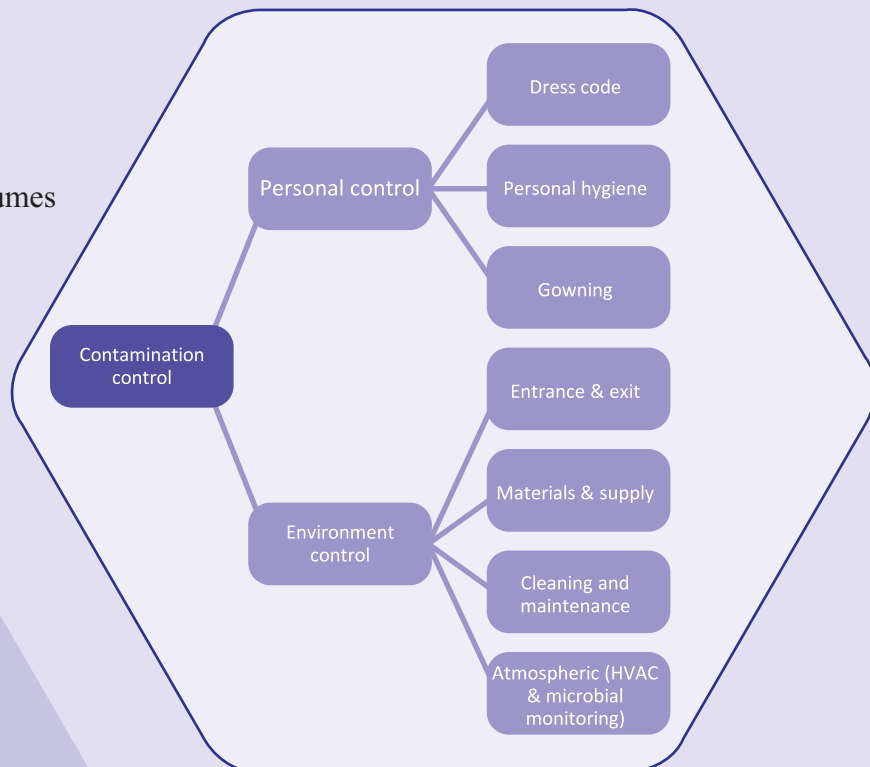 umes
Contamination
control
Personal control
Dress code
Personal hygiene
Gowning
Environment
control
Entrance & exit
Materials & supply
Cleaning and
maintenance
Atmospheric (HVAC
& microbial
monitoring)